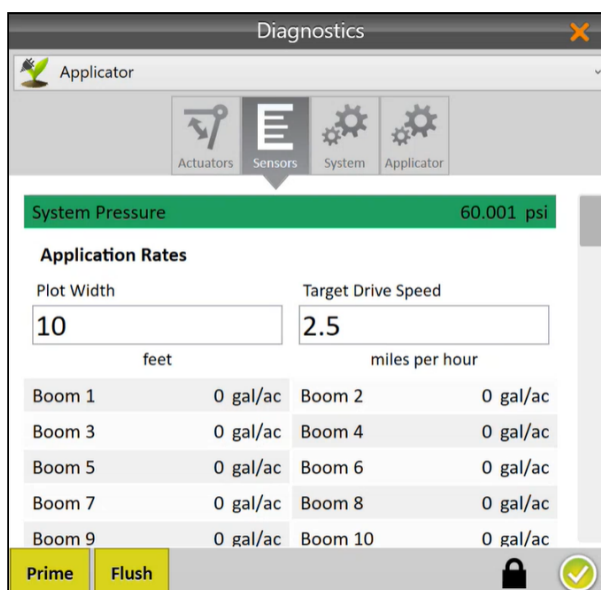 Diagnostics
Applicator
Actuators Sensors System Applicator
System Pressure 60.001 psi
Application Rates
Plot Width Target Drive Speed
10 2.5
feet miles per hour
Boom 1 0 gal/ac Boom 2 0 gal/ac
Boom 3 0 gal/ac Boom 4 0 gal/ac
Boom 5 0 gal/ac Boom 6 0 gal/ac
Boom 7 0 gal/ac Boom 8 0 gal/ac
Boom 9 0 gal/ac Boom 10 0 gal/ac
Prime Flush